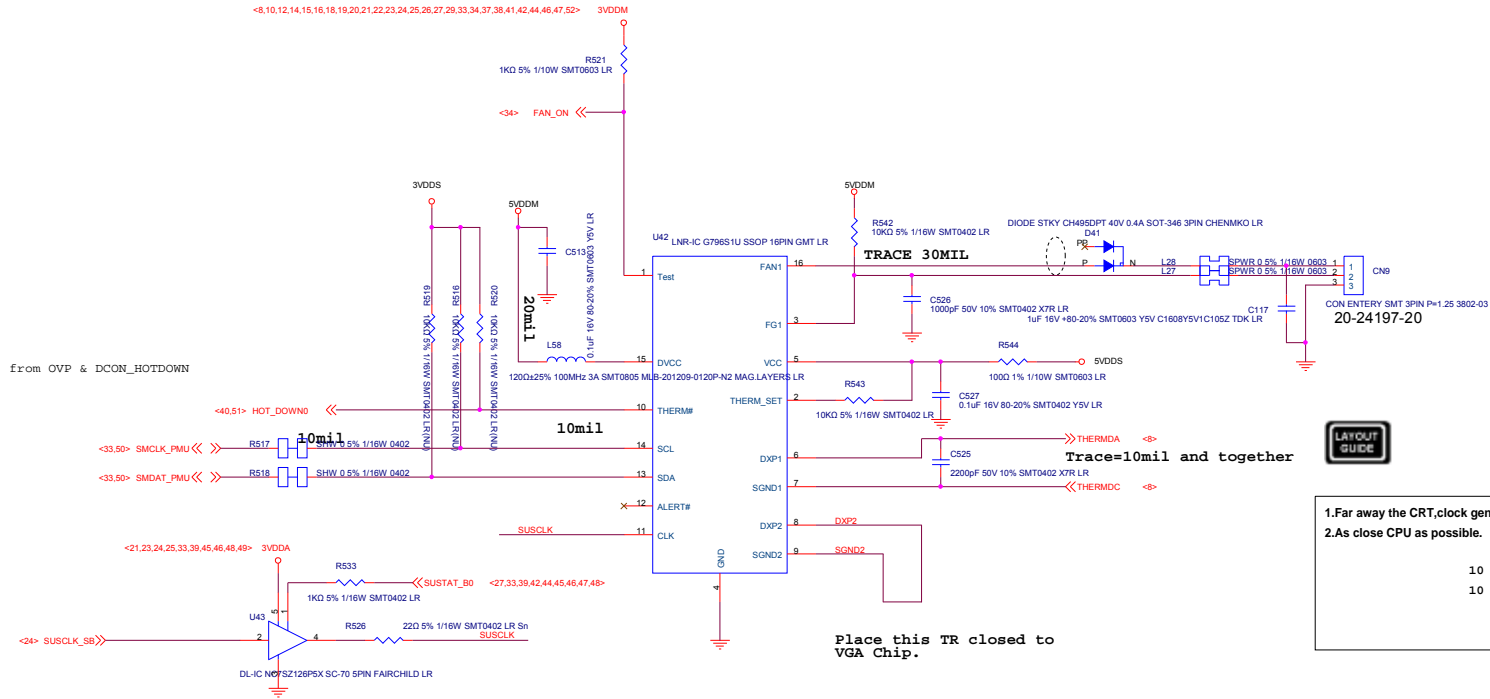 <8,10,12,14,15,16,18,19,20,21,22,23,24,25,26,27,29,33,34,37,38,41,42,44,46,47,52> 3VDDM
R521
1KΩ 5% 1/10W SMT0603 LR
<34> FAN_ON
3VDDS
5VDDM
C513
0.1uF 16V 80-20% SMT0603 Y5V LR
20mil
L58
120Ω±25% 100MHz 3A SMT0805 MLB-201209-0120P-N2 MAG.LAYERS LR
R519 10KΩ 5% 1/16W SMT0402 LR(NU)
R516 10KΩ 5% 1/16W SMT0402 LR(NU)
R520 10KΩ 5% 1/16W SMT0402 LR(NU)
from OVP & DCON_HOTDOWN
<40,51> HOT_DOWN0
10mil
10mil
<33,50> SMCLK_PMU R517 SHW 0 5% 1/16W 0402
<33,50> SMDAT_PMU R518 SHW 0 5% 1/16W 0402
SUSCLK
U42 LNR-IC G796S1U SSOP 16PIN GMT LR
1 Test
15 DVCC
10 THERM#
14 SCL
13 SDA
12 ALERT#
11 CLK
GND
4
FAN1 16
FG1 3
VCC 5
THERM_SET 2
DXP1 6
SGND1 7
DXP2 8
SGND2 9
5VDDM
R542
10KΩ 5% 1/16W SMT0402 LR
TRACE 30MIL
DIODE STKY CH495DPT 40V 0.4A SOT-346 3PIN CHENMKO LR
D41
PP
P
N
L28 SPWR 0 5% 1/16W 0603
L27 SPWR 0 5% 1/16W 0603
1
2
3
CN9
CON ENTERY SMT 3PIN P=1.25 3802-03
20-24197-20
C526
1000pF 50V 10% SMT0402 X7R LR
C117
1uF 16V +80-20% SMT0603 Y5V C1608Y5V1C105Z TDK LR
R544
100Ω 1% 1/10W SMT0603 LR
5VDDS
R543
10KΩ 5% 1/16W SMT0402 LR
C527
0.1uF 16V 80-20% SMT0402 Y5V LR
THERMDA <8>
Trace=10mil and together
C525
2200pF 50V 10% SMT0402 X7R LR
THERMDC <8>
DXP2
SGND2
LAYOUT
GUIDE
1.Far away the CRT,clock gen
2.As close CPU as possible.
10
10
<21,23,24,25,33,39,45,46,48,49> 3VDDA
R533
1KΩ 5% 1/16W SMT0402 LR
SUSTAT_B0 <27,33,39,42,44,45,46,47,48>
5
1
U43
<24> SUSCLK_SB
2
4
R526
22Ω 5% 1/16W SMT0402 LR Sn
SUSCLK
Place this TR closed to
VGA Chip.